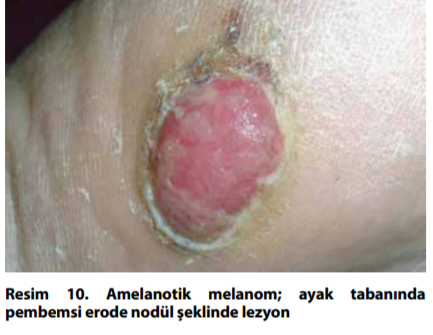 Resim 10. Amelanotik melanom; ayak tabanında
pembemsi erode nodül şeklinde lezyon